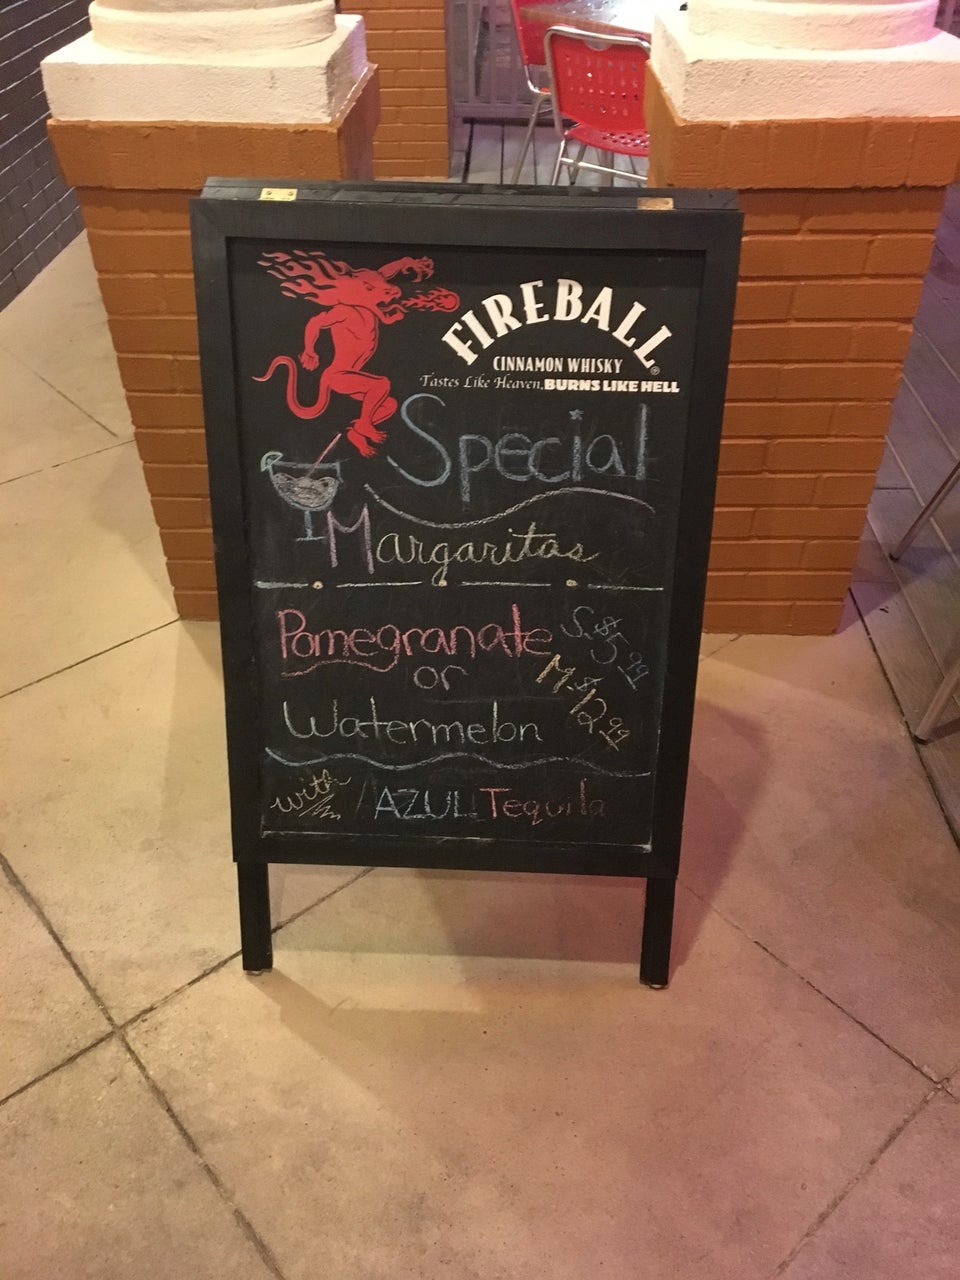 FIREBALL®
CINNAMON WHISKY
Tastes Like Heaven, BURNS LIKE HELL
Special
Margaritas
Pomegranate S. $5.99
or M. $12.99
Watermelon
with AZUL Tequila